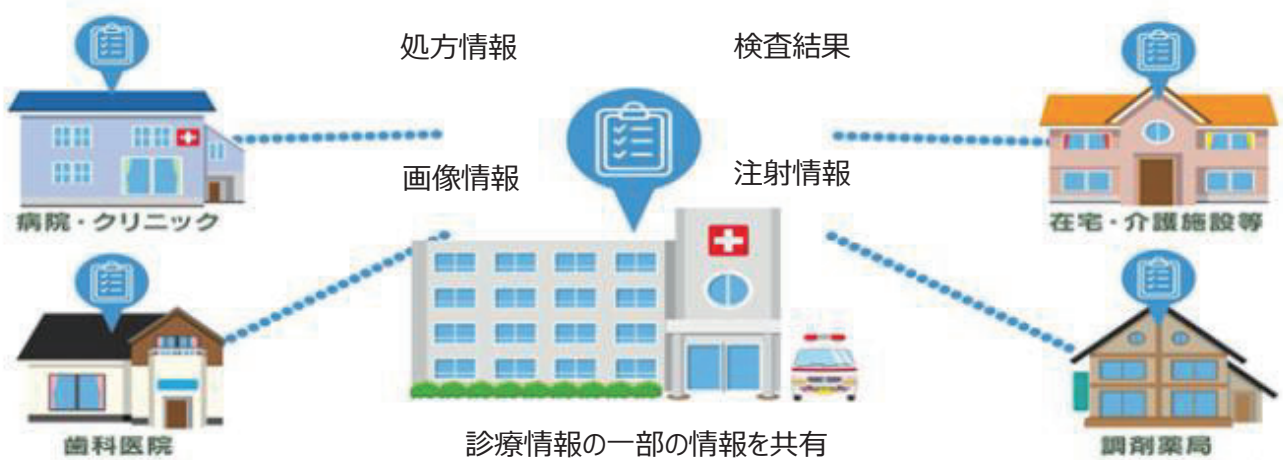 処方情報
検査結果
画像情報
注射情報
病院・クリニック
在宅・介護施設等
歯科医院
診療情報の一部の情報を共有
調剤薬局